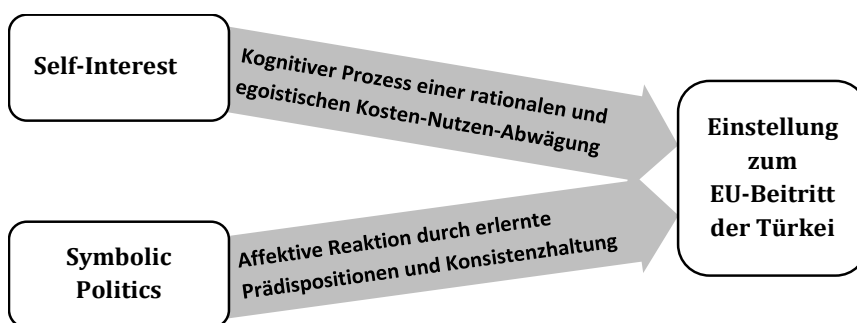 Self-Interest
Kognitiver Prozess einer rationalen und
egoistischen Kosten-Nutzen-Abwägung
Symbolic
Politics
Affektive Reaktion durch erlernte
Prädispositionen und Konsistenzhaltung
Einstellung
zum
EU-Beitritt
der Türkei